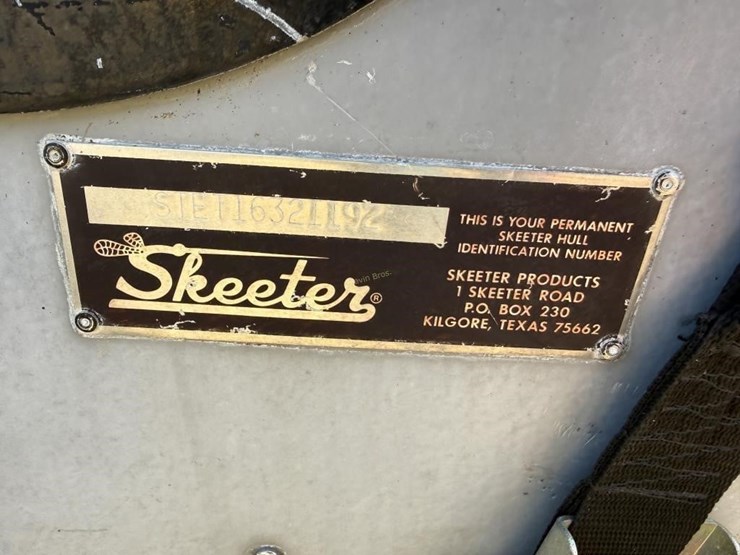 STE11632I192
Skeeter®
THIS IS YOUR PERMANENT
SKEETER HULL
IDENTIFICATION NUMBER
SKEETER PRODUCTS
1 SKEETER ROAD
P.O. BOX 230
KILGORE, TEXAS 75662